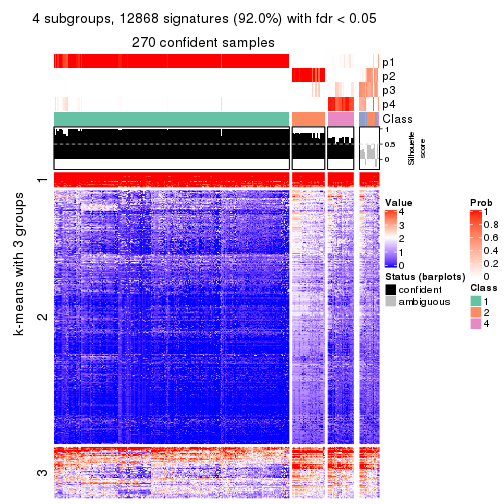 4 subgroups, 12868 signatures (92.0%) with fdr < 0.05
270 confident samples
p1
p2
p3
p4
Class
1
0.5
0
Silhouette
score
k-means with 3 groups
1
2
3
Value
4
3
2
1
0
Status (barplots)
confident
ambiguous
Prob
1
0.8
0.6
0.4
0.2
0
Class
1
2
4